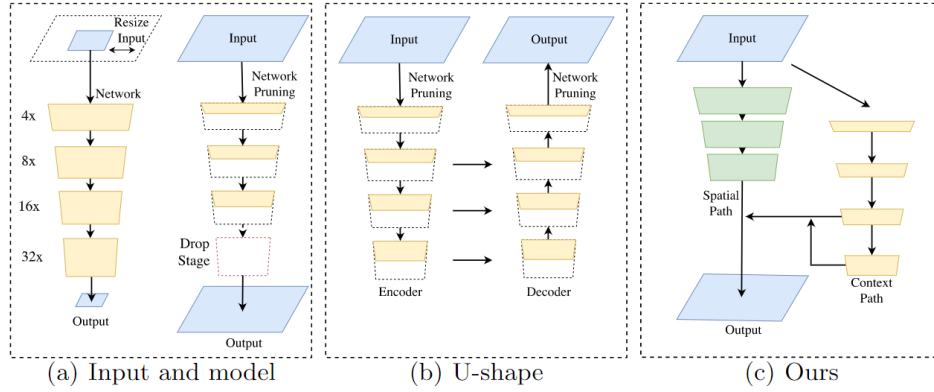 Resize
Input
Network
4x
8x
16x
32x
Output
Input
Network
Pruning
Drop
Stage
Output
(a) Input and model
Input
Network
Pruning
Encoder
Output
Network
Pruning
Decoder
(b) U-shape
Input
Spatial
Path
Context
Path
Output
(c) Ours